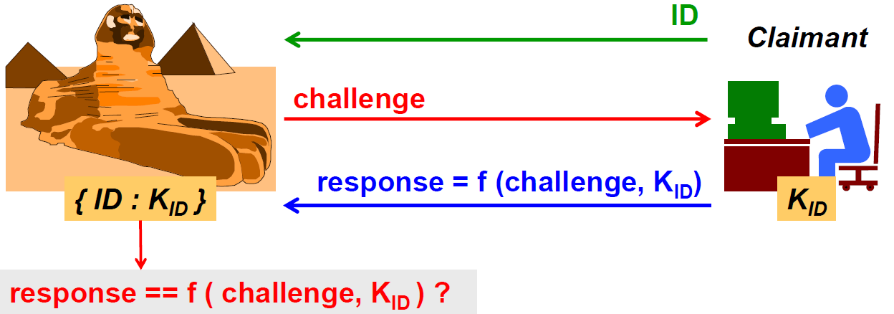 ID
Claimant
challenge
response = f (challenge, K_ID)
{ ID : K_ID }
K_ID
response == f ( challenge, K_ID ) ?